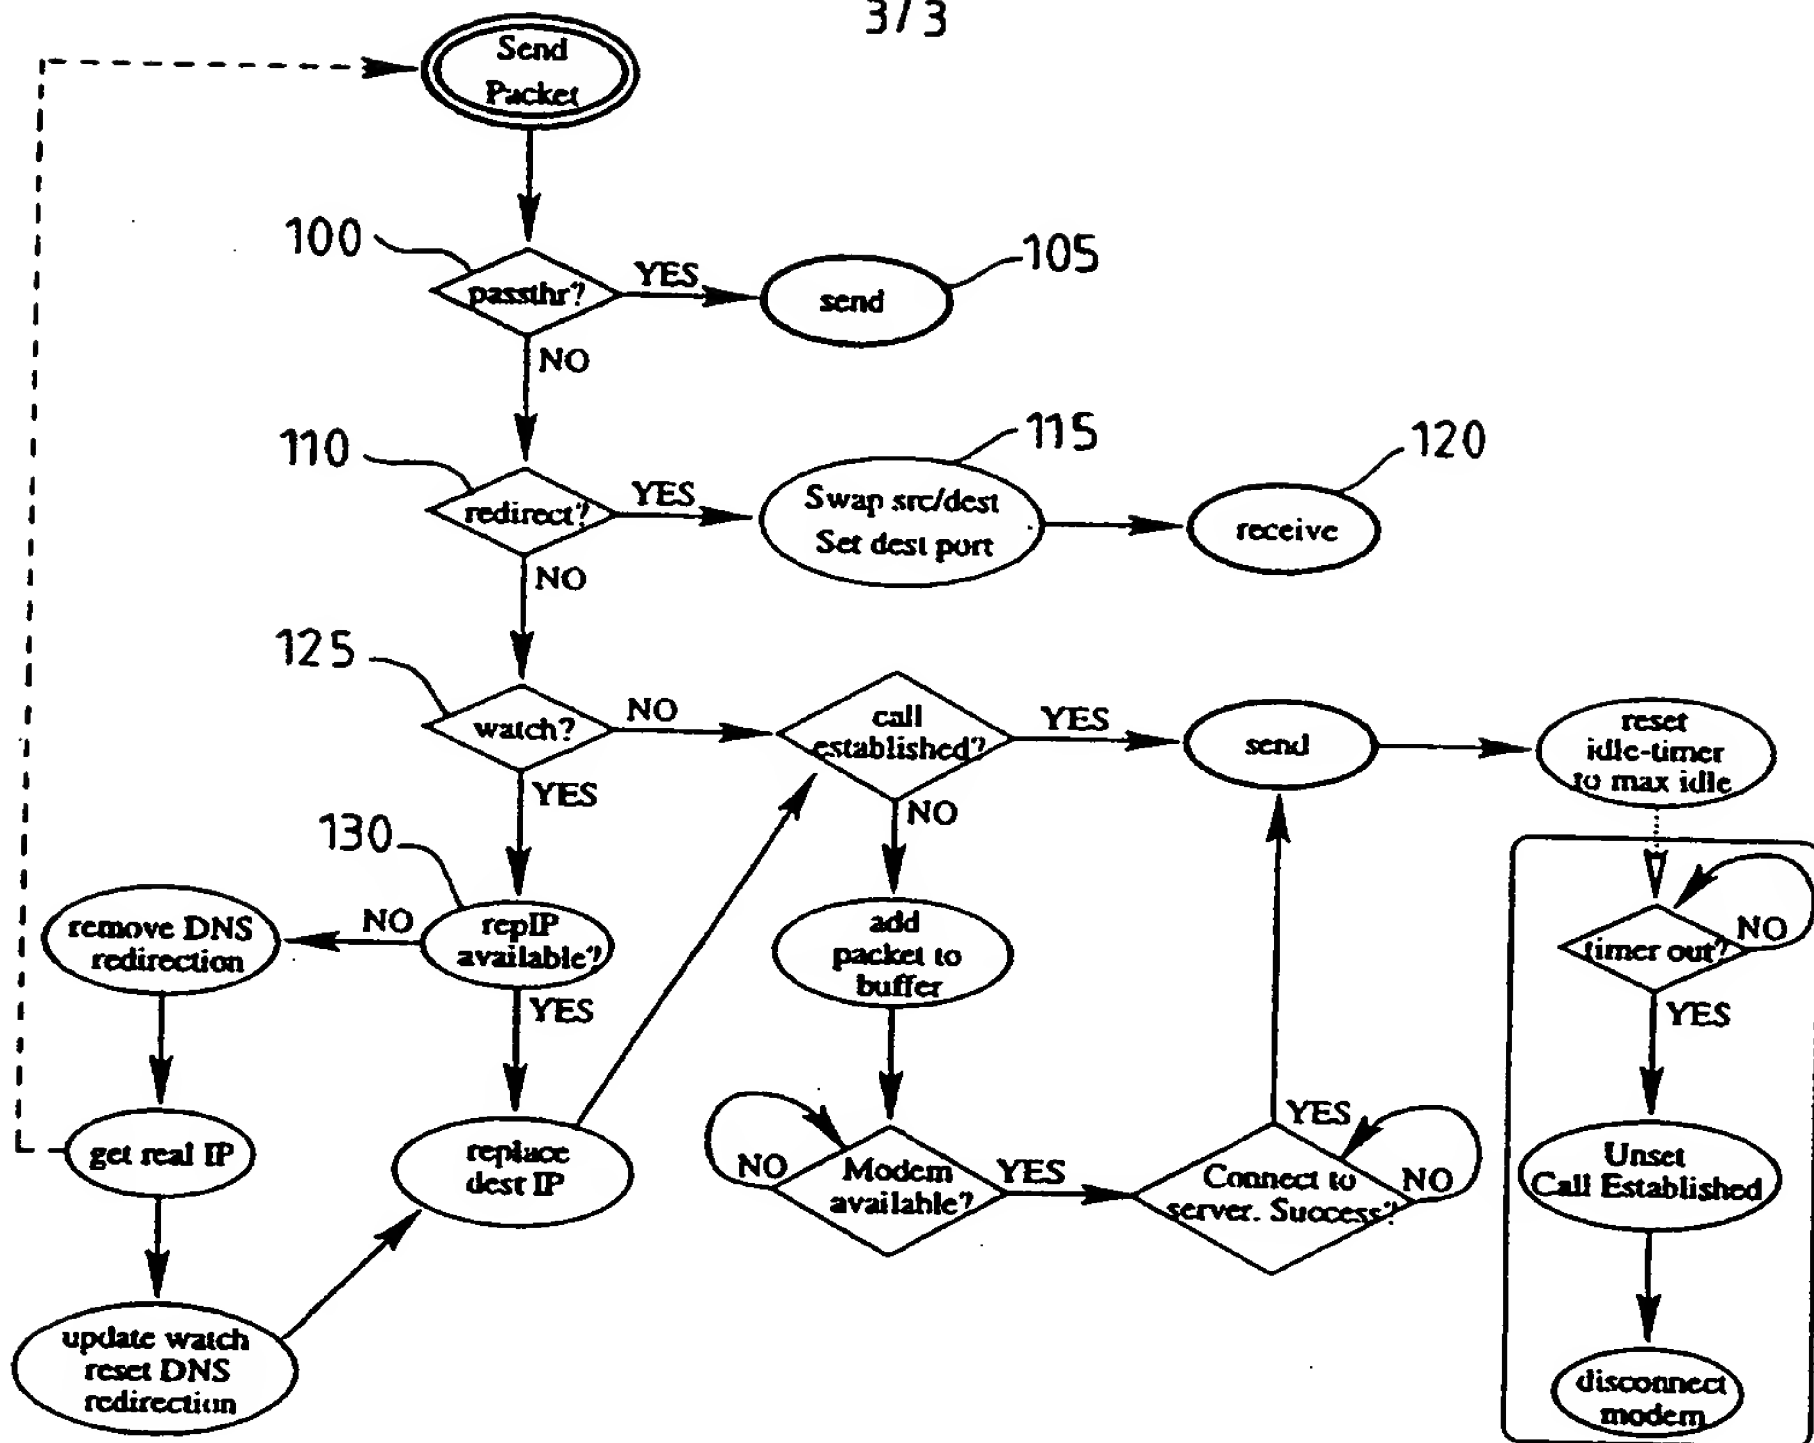 3/3
Send
Packet
100
passthr?
YES
send
105
NO
110
redirect?
YES
Swap src/dest
Set dest port
115
receive
120
NO
125
watch?
NO
call
established?
YES
send
reset
idle-timer
to max idle
YES
NO
130
repIP
available?
NO
remove DNS
redirection
YES
add
packet to
buffer
timer out?
NO
YES
get real IP
replace
dest IP
NO
Modem
available?
YES
Connect to
server. Success?
YES
NO
Unset
Call Established
update watch
reset DNS
redirection
disconnect
modem